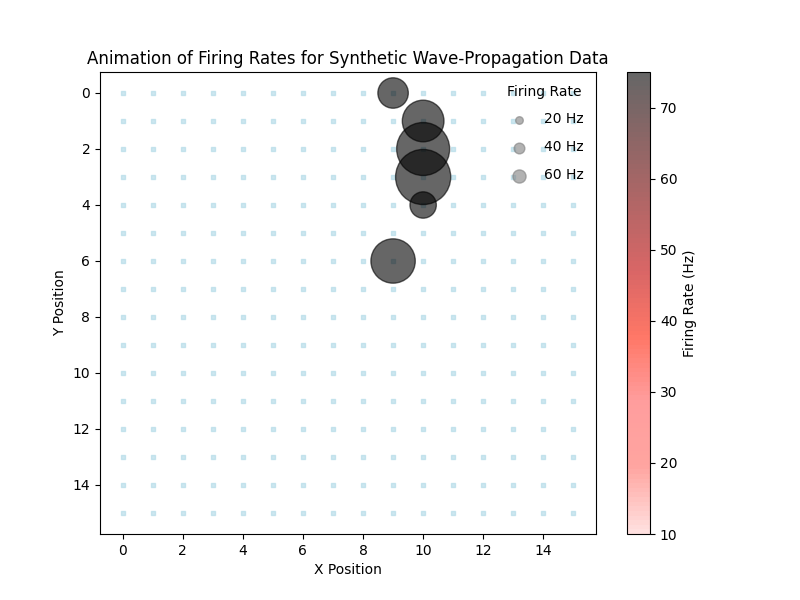 Animation of Firing Rates for Synthetic Wave-Propagation Data
Firing Rate
20 Hz
40 Hz
60 Hz
0
2
4
6
8
10
12
14
Y Position
0
2
4
6
8
10
12
14
X Position
70
60
50
40
30
20
10
Firing Rate (Hz)